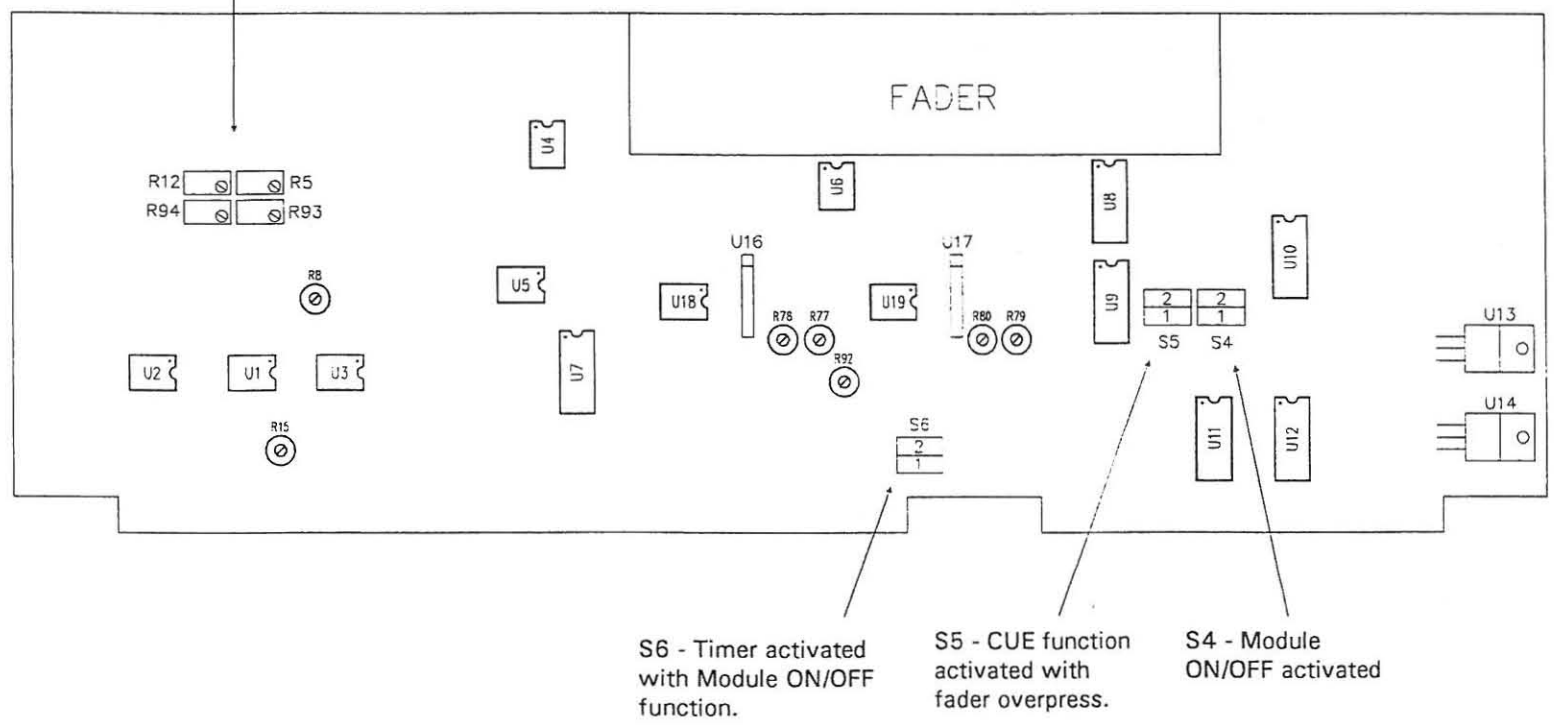 FADER
U4
R12 R5
R94 R93
U6
U8
U10
U16
U17
R8
U5
U18
U19
U9
2 2
1 1
S5 S4
R78 R77
R80 R79
R92
U13
U2
U1
U3
U7
U14
R15
S6
2
1
U11
U12
S6 - Timer activated
with Module ON/OFF
function.
S5 - CUE function
activated with
fader overpress.
S4 - Module
ON/OFF activated